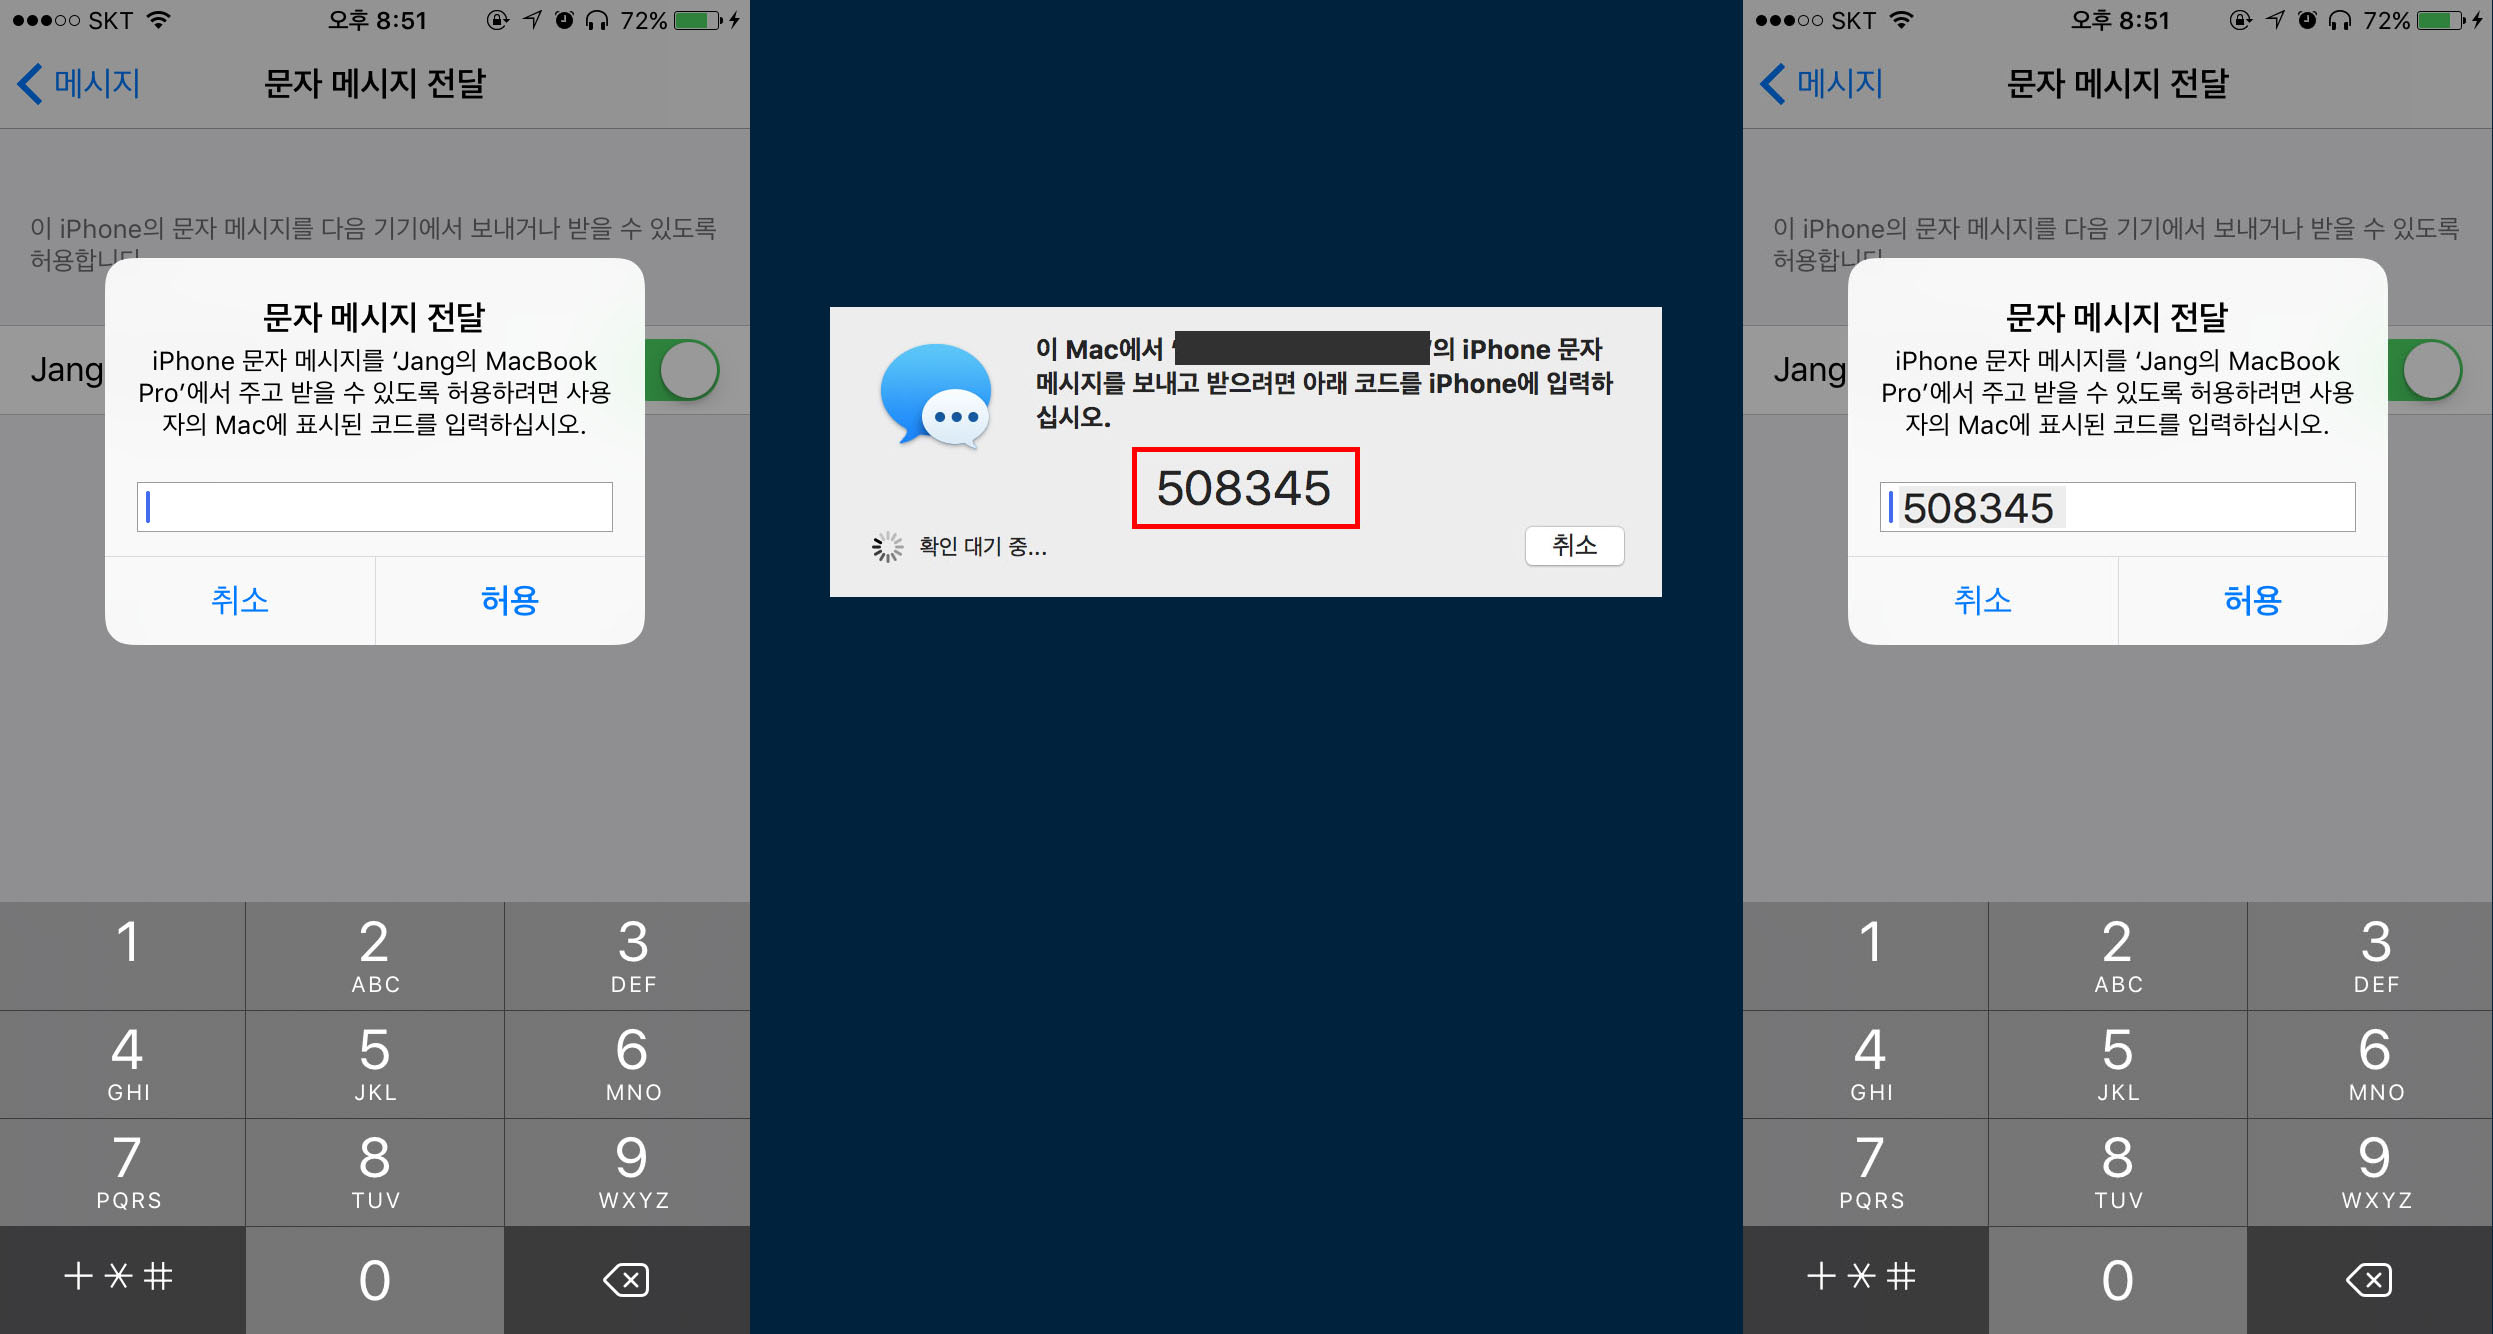 SKT 오후 8:51 72%
메시지 문자 메시지 전달
이 iPhone의 문자 메시지를 다음 기기에서 보내거나 받을 수 있도록
허용합니다
Jang
문자 메시지 전달
iPhone 문자 메시지를 ‘Jang의 MacBook
Pro’에서 주고 받을 수 있도록 허용하려면 사용
자의 Mac에 표시된 코드를 입력하십시오.
취소 허용
1 2 3
ABC DEF
4 5 6
GHI JKL MNO
7 8 9
PQRS TUV WXYZ
+ * # 0
이 Mac에서 ‘ ’의 iPhone 문자
메시지를 보내고 받으려면 아래 코드를 iPhone에 입력하
십시오.
508345
확인 대기 중... 취소
SKT 오후 8:51 72%
메시지 문자 메시지 전달
이 iPhone의 문자 메시지를 다음 기기에서 보내거나 받을 수 있도록
허용합니다
Jang
문자 메시지 전달
iPhone 문자 메시지를 ‘Jang의 MacBook
Pro’에서 주고 받을 수 있도록 허용하려면 사용
자의 Mac에 표시된 코드를 입력하십시오.
508345
취소 허용
1 2 3
ABC DEF
4 5 6
GHI JKL MNO
7 8 9
PQRS TUV WXYZ
+ * # 0